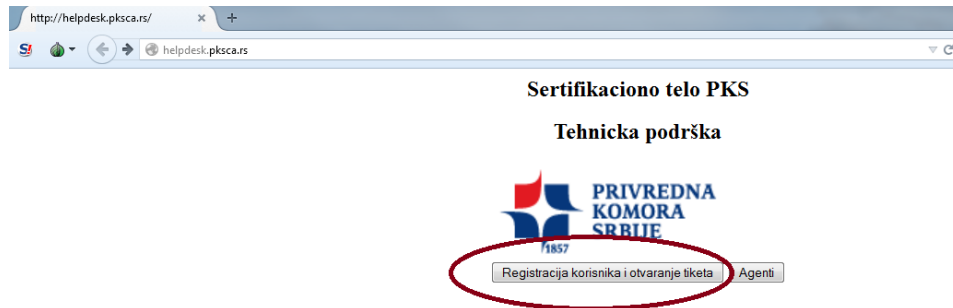 http://helpdesk.pksca.rs/
helpdesk.pksca.rs
Sertifikaciono telo PKS
Tehnicka podrška
PRIVREDNA
KOMORA
SRBIJE
1857
Registracija korisnika i otvaranje tiketa Agenti